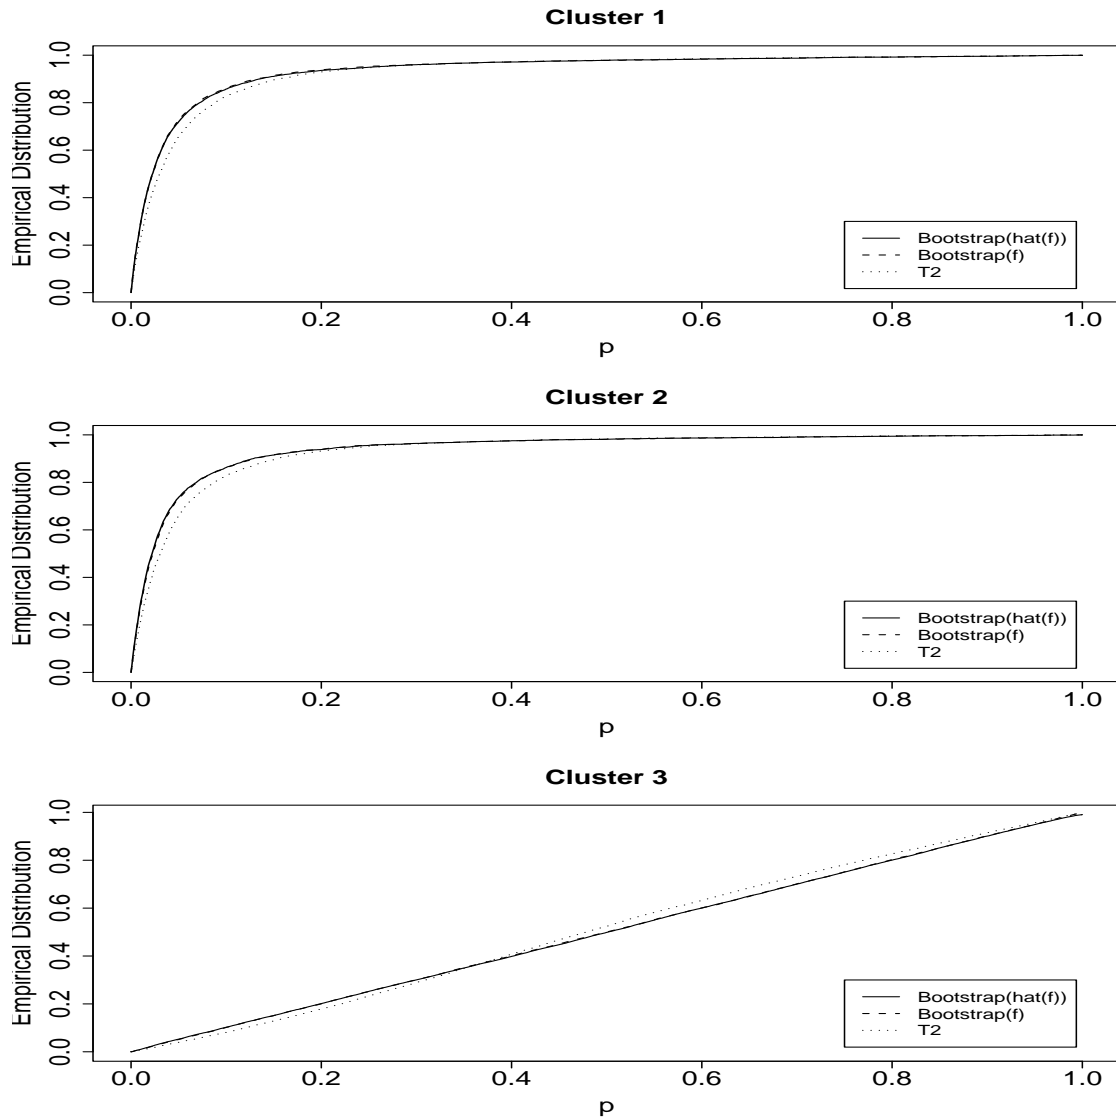 Cluster 1
Empirical Distribution
0.0 0.2 0.4 0.6 0.8 1.0
Bootstrap(hat(f))
Bootstrap(f)
T2
0.0 0.2 0.4 0.6 0.8 1.0
p
Cluster 2
Empirical Distribution
0.0 0.2 0.4 0.6 0.8 1.0
Bootstrap(hat(f))
Bootstrap(f)
T2
0.0 0.2 0.4 0.6 0.8 1.0
p
Cluster 3
Empirical Distribution
0.0 0.2 0.4 0.6 0.8 1.0
Bootstrap(hat(f))
Bootstrap(f)
T2
0.0 0.2 0.4 0.6 0.8 1.0
p